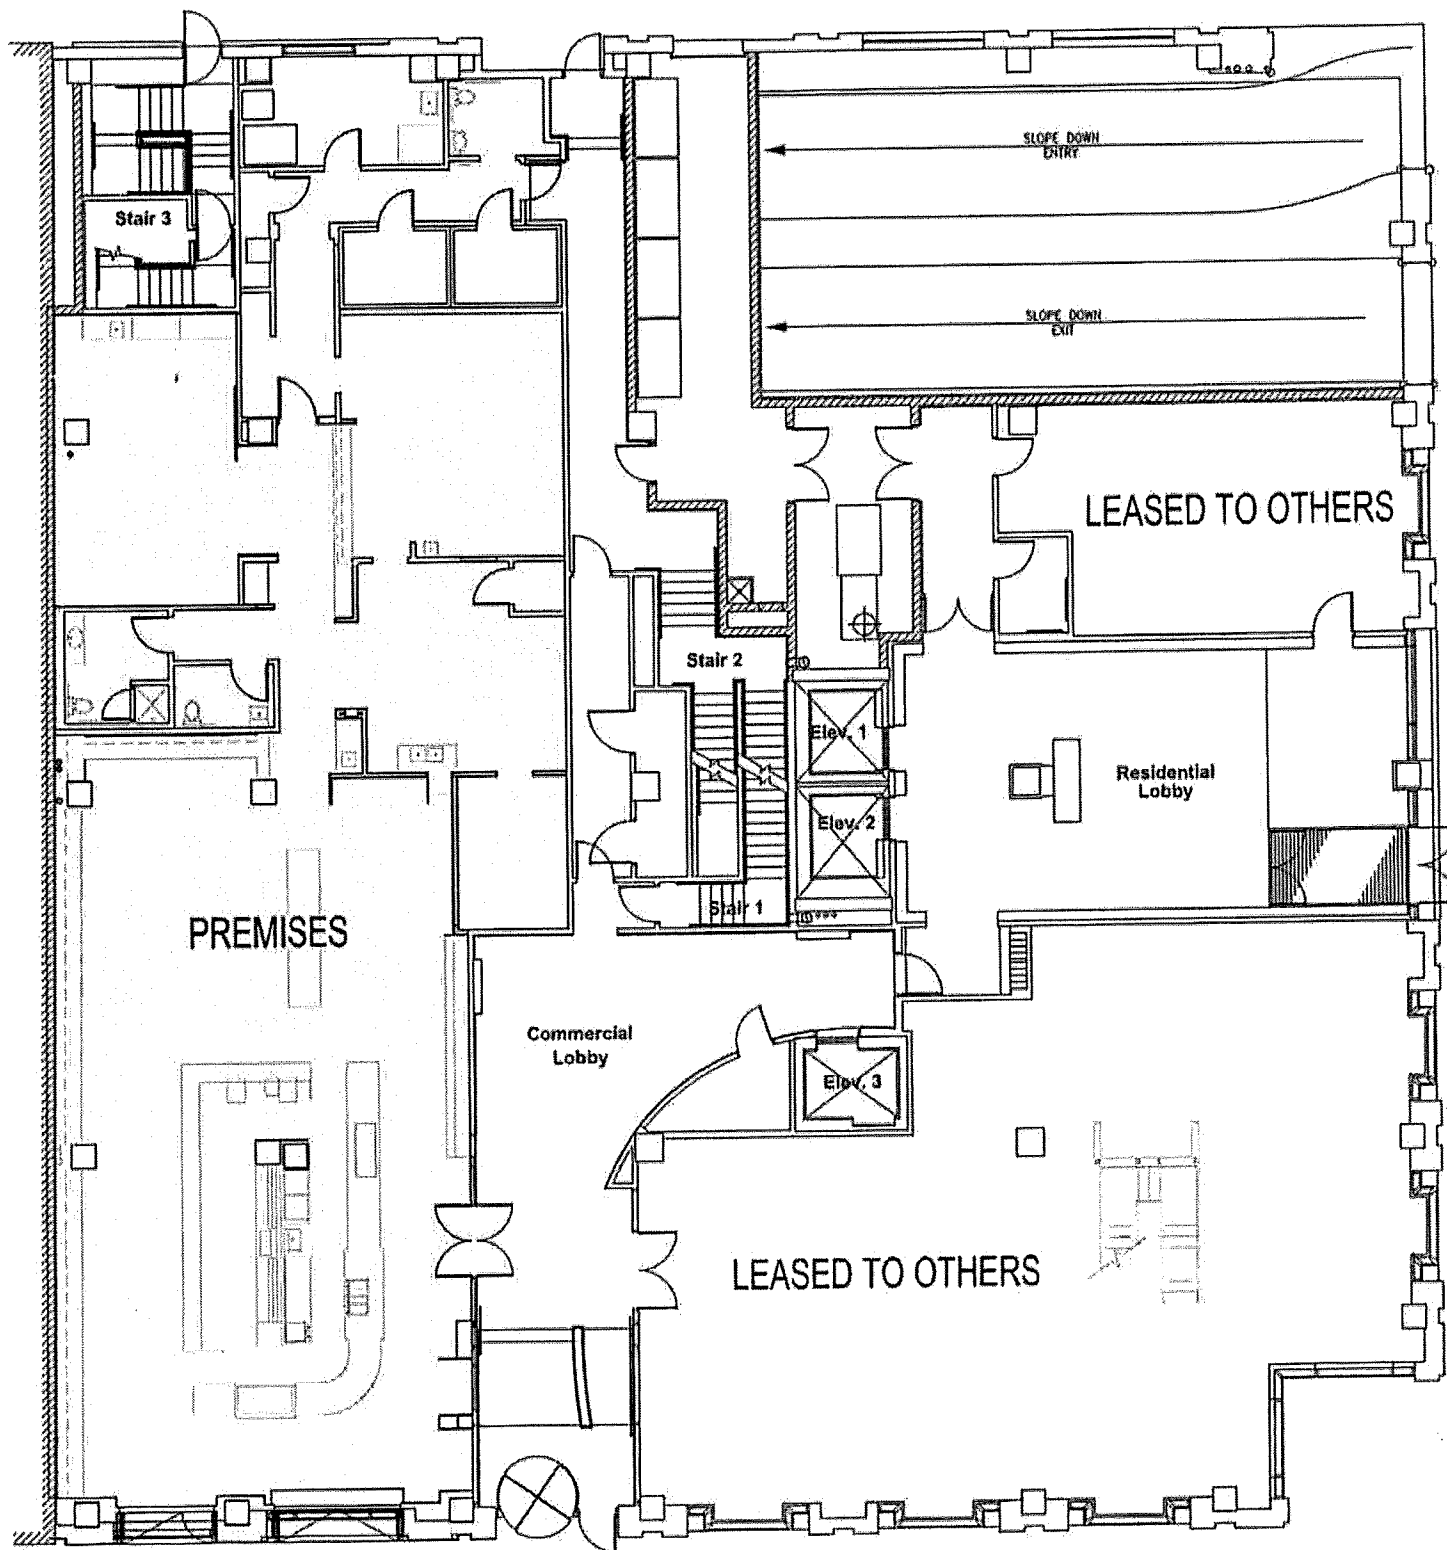 SLOPE DOWN
ENTRY
Stair 3
SLOPE DOWN
EXIT
LEASED TO OTHERS
Stair 2
Elev. 1
Residential
Lobby
Elev. 2
Stair 1
PREMISES
Commercial
Lobby
Elev. 3
LEASED TO OTHERS